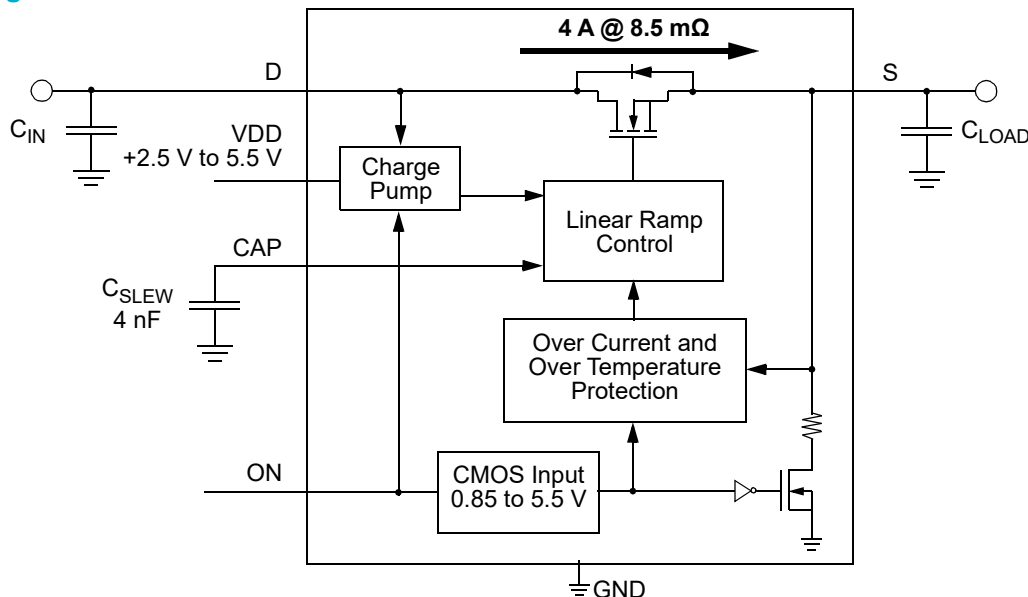 4 A @ 8.5 mΩ
D
S
C_IN
VDD
+2.5 V to 5.5 V
Charge
Pump
C_LOAD
Linear Ramp
Control
CAP
C_SLEW
4 nF
Over Current and
Over Temperature
Protection
ON
CMOS Input
0.85 to 5.5 V
GND